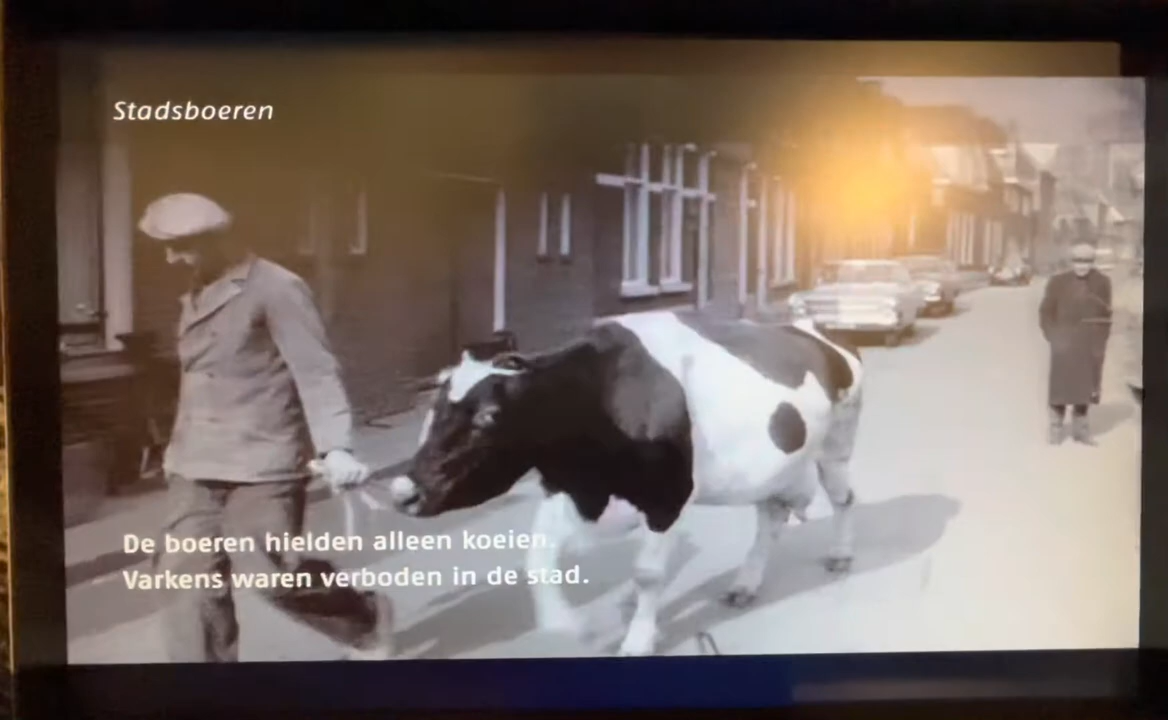 Stadsboeren
De boeren hielden alleen koeien.
Varkens waren verboden in de stad.